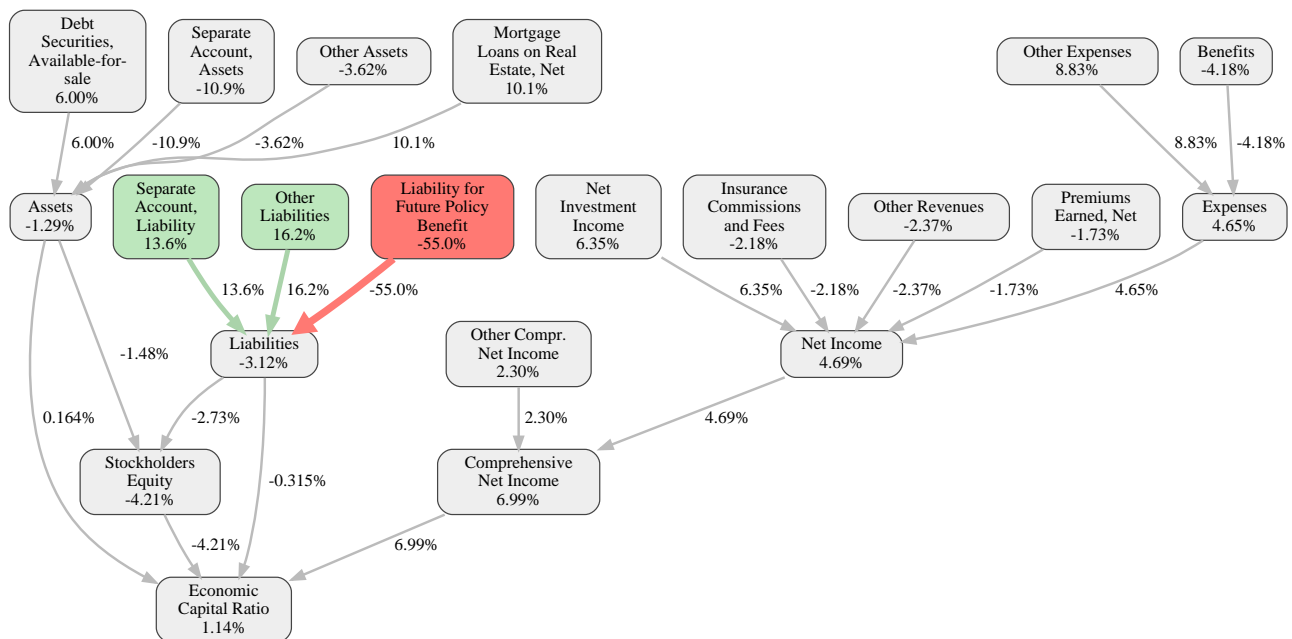 Debt
Securities,
Available-for-
sale
6.00%
Separate
Account,
Assets
-10.9%
Other Assets
-3.62%
Mortgage
Loans on Real
Estate, Net
10.1%
Other Expenses
8.83%
Benefits
-4.18%
6.00%
-10.9%
-3.62%
10.1%
8.83%
-4.18%
Assets
-1.29%
Separate
Account,
Liability
13.6%
Other
Liabilities
16.2%
Liability for
Future Policy
Benefit
-55.0%
Net
Investment
Income
6.35%
Insurance
Commissions
and Fees
-2.18%
Other Revenues
-2.37%
Premiums
Earned, Net
-1.73%
Expenses
4.65%
13.6%
16.2%
-55.0%
6.35%
-2.18%
-2.37%
-1.73%
4.65%
-1.48%
Liabilities
-3.12%
Other Compr.
Net Income
2.30%
Net Income
4.69%
0.164%
-2.73%
2.30%
4.69%
Stockholders
Equity
-4.21%
-0.315%
Comprehensive
Net Income
6.99%
-4.21%
6.99%
Economic
Capital Ratio
1.14%